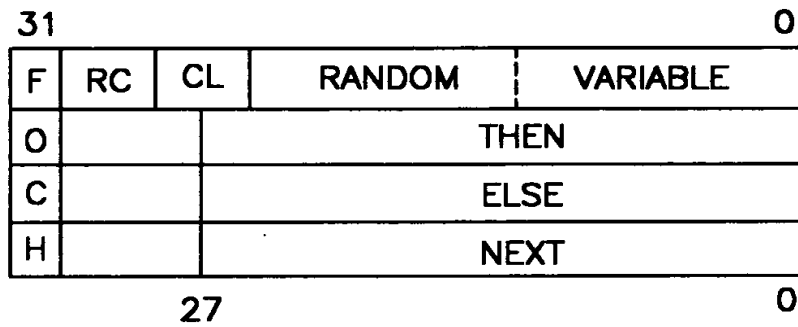 31 0
F RC CL RANDOM VARIABLE
O THEN
C ELSE
H NEXT
27 0